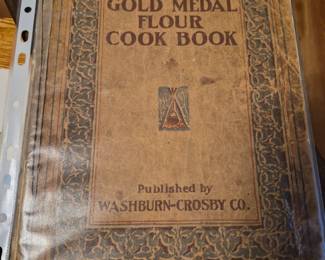 GOLD MEDAL
FLOUR
COOK BOOK
Published by
WASHBURN-CROSBY CO.